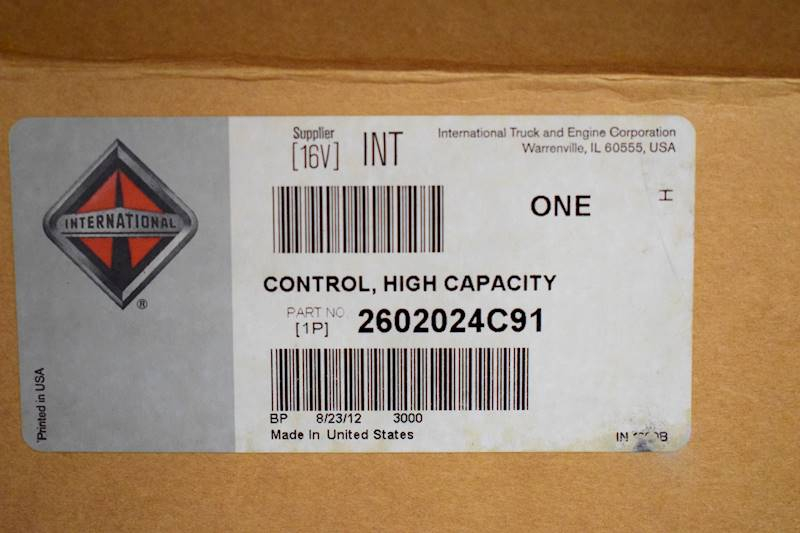 Supplier
[16V] INT
International Truck and Engine Corporation
Warrenville, IL 60555, USA
INTERNATIONAL
®
ONE
H
CONTROL, HIGH CAPACITY
PART NO.
[1P] 2602024C91
BP 8/23/12 3000
Made In United States
Printed in USA